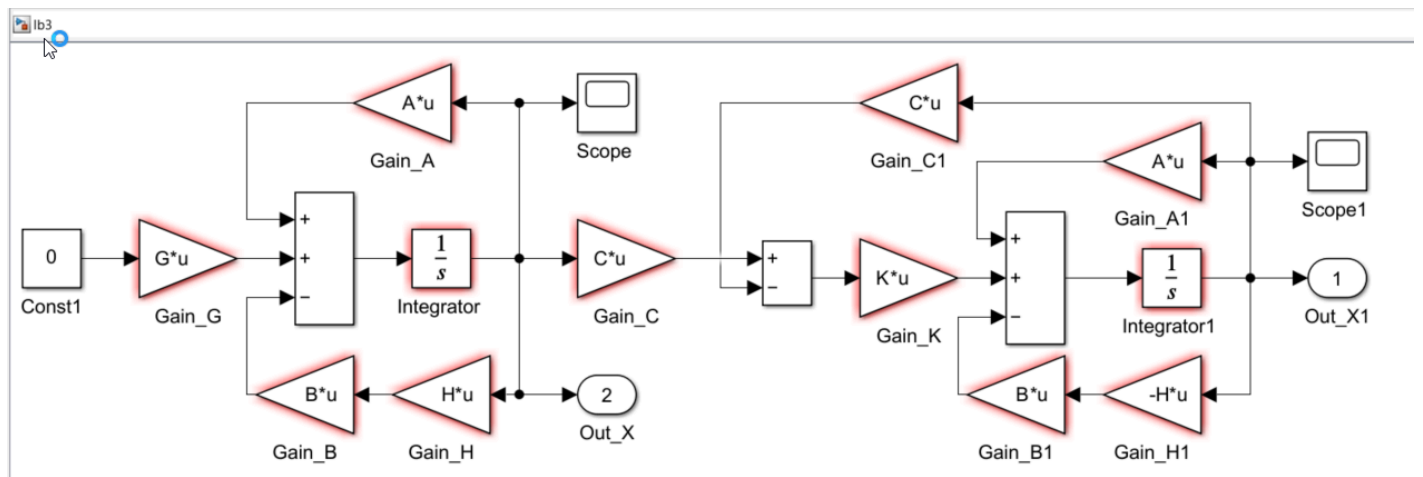 lb3
A*u
Gain_A
Scope
C*u
Gain_C1
A*u
Gain_A1
Scope1
0
Const1
G*u
Gain_G
+
+
−
1
s
Integrator
C*u
Gain_C
+
−
K*u
Gain_K
+
+
−
1
s
Integrator1
1
Out_X1
B*u
Gain_B
H*u
Gain_H
2
Out_X
B*u
Gain_B1
-H*u
Gain_H1